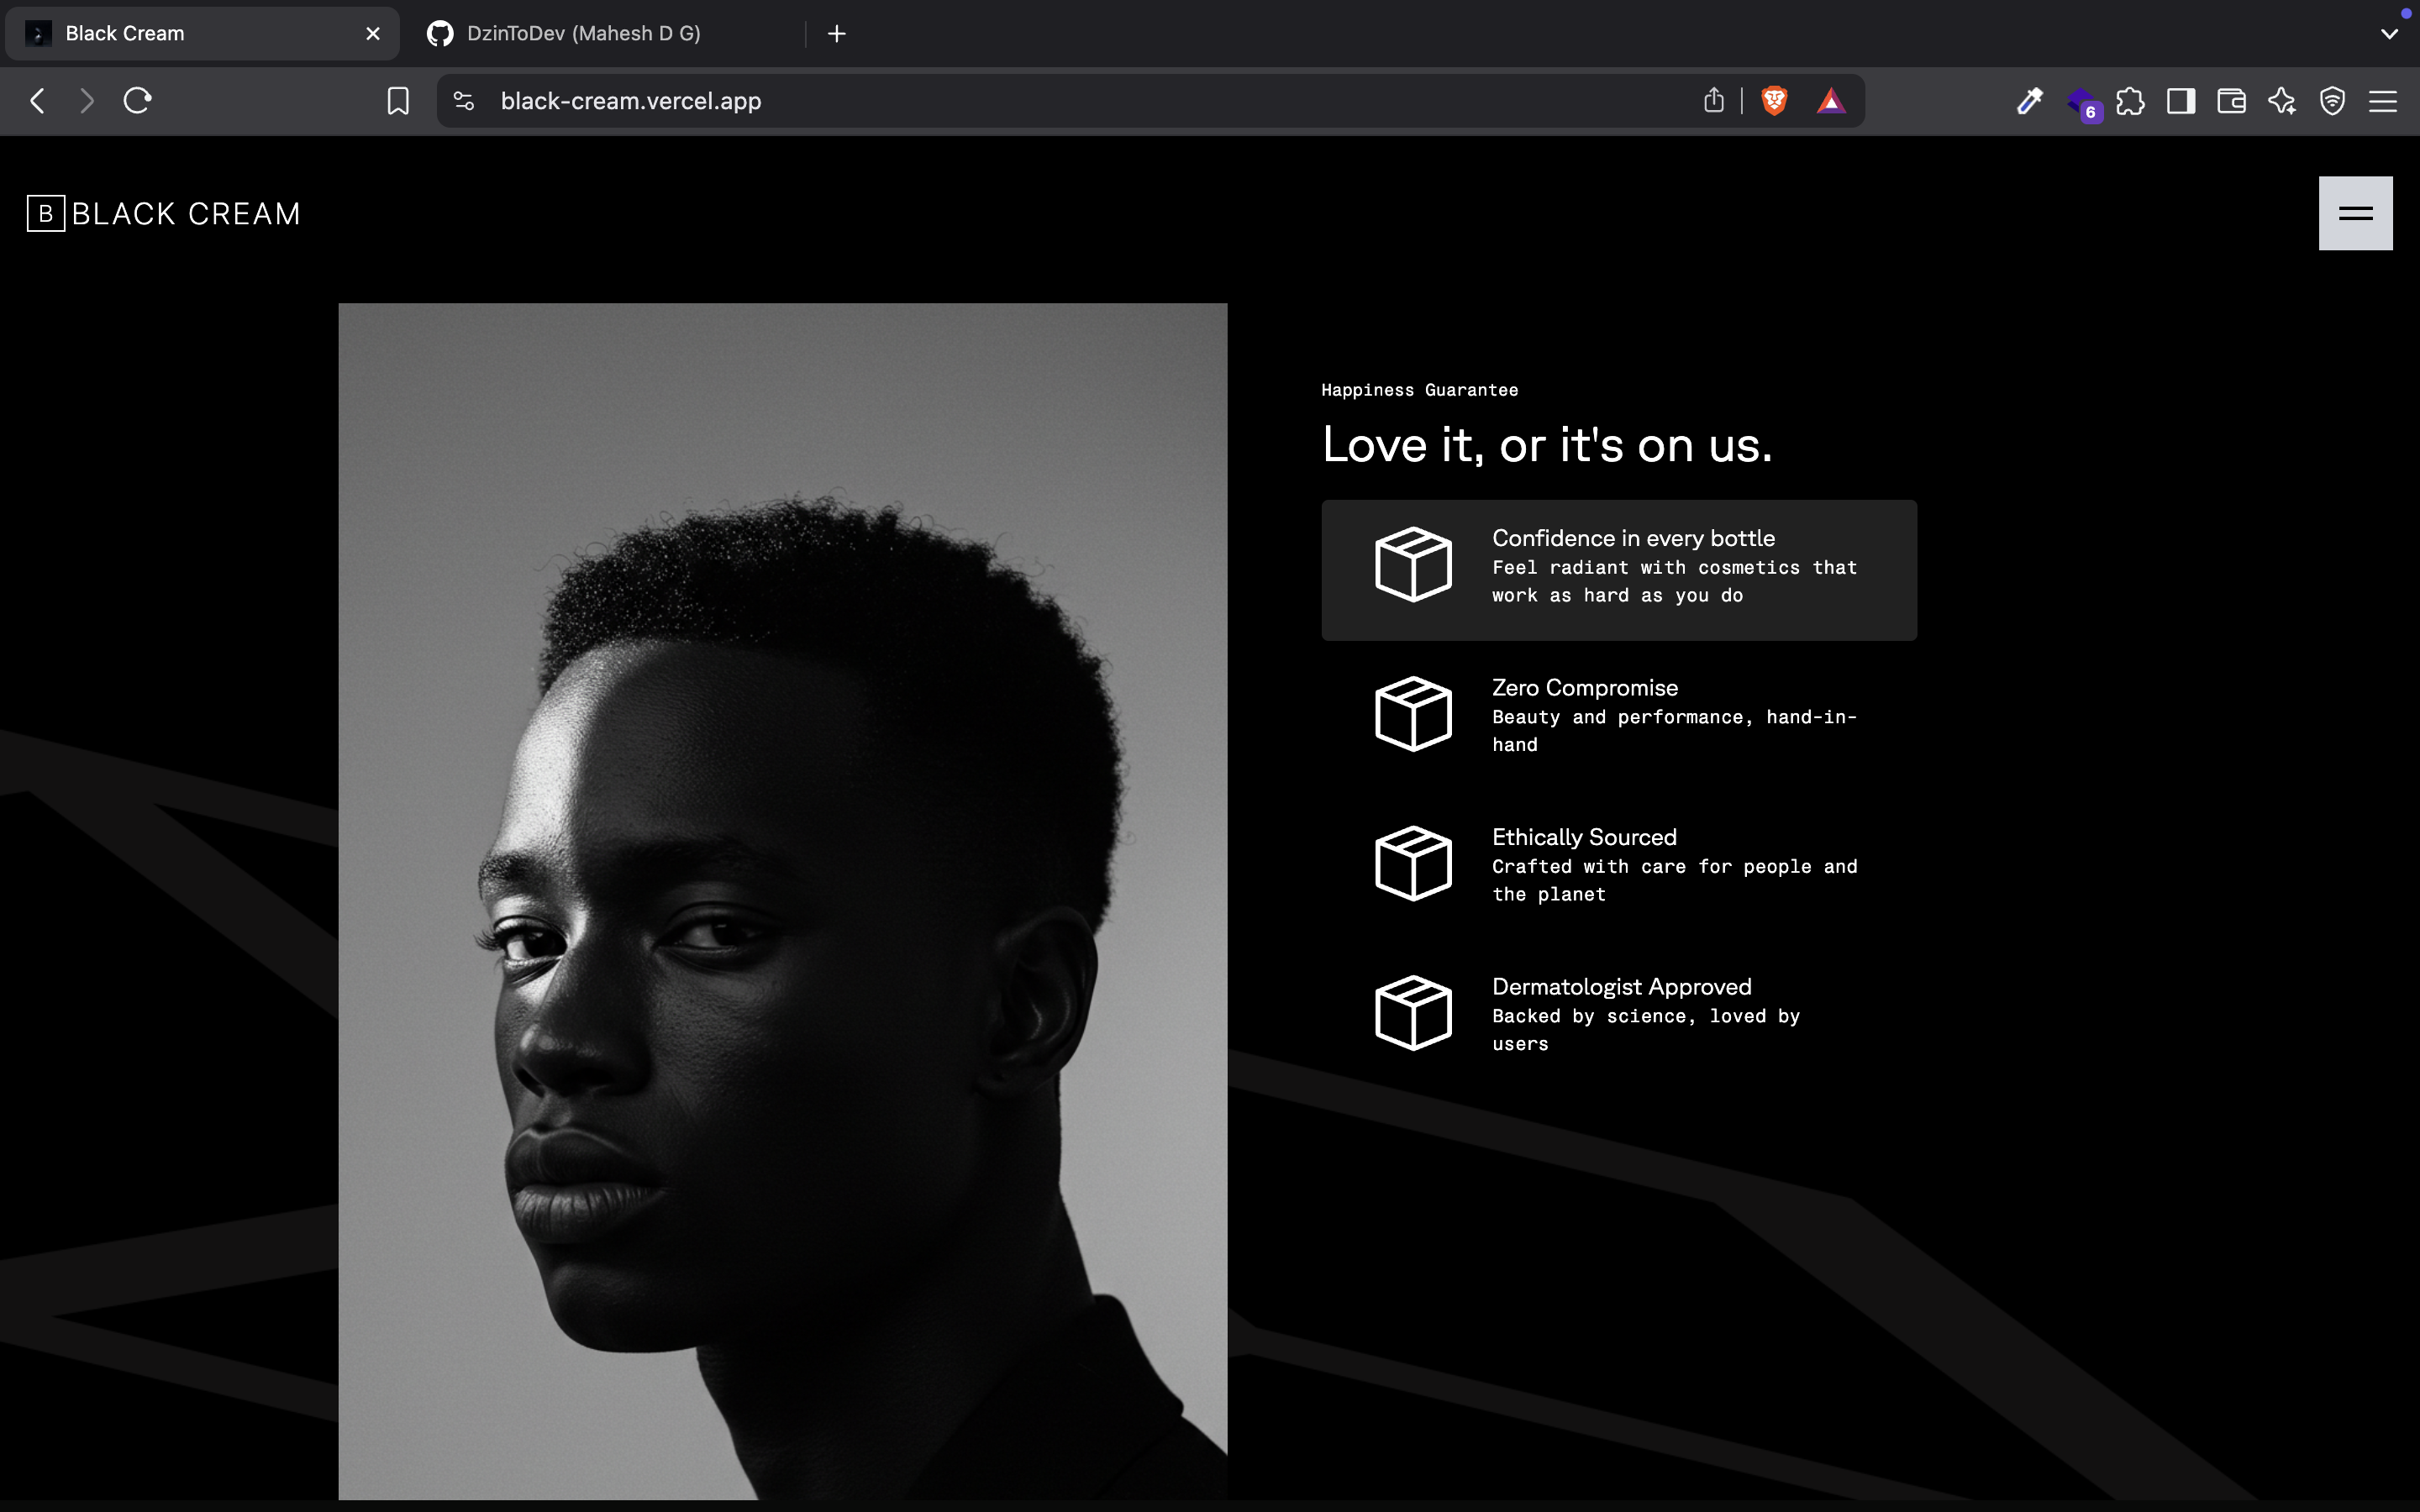 Black Cream
DzinToDev (Mahesh D G)
black-cream.vercel.app
6
B BLACK CREAM
Happiness Guarantee
Love it, or it's on us.
Confidence in every bottle
Feel radiant with cosmetics that
work as hard as you do
Zero Compromise
Beauty and performance, hand-in-
hand
Ethically Sourced
Crafted with care for people and
the planet
Dermatologist Approved
Backed by science, loved by
users